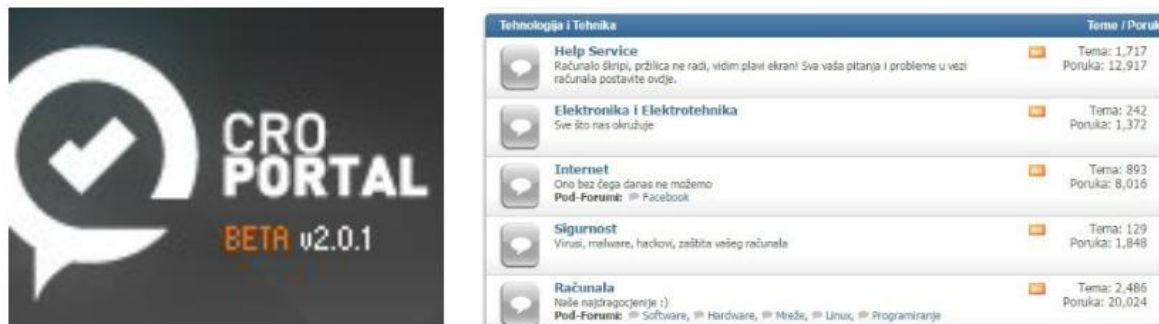 CRO
PORTAL
BETA v2.0.1
Tehnologija i Tehnika Teme / Poruk
Help Service Tema: 1,717
Računalo škripi, pržilica ne radi, vidim plavi ekran! Sva vaša pitanja i probleme u vezi Poruka: 12,917
računala postavite ovdje.
Elektronika i Elektrotehnika Tema: 242
Sve što nas okružuje Poruka: 1,372
Internet Tema: 893
Ono bez čega danas ne možemo Poruka: 8,016
Pod-Forumi: Facebook
Sigurnost Tema: 129
Virusi, malware, hackovi, zaštita vašeg računala Poruka: 1,848
Računala Tema: 2,486
Naše najdragocjenije :) Poruka: 20,024
Pod-Forumi: Software, Hardware, Mreže, Linux, Programiranje